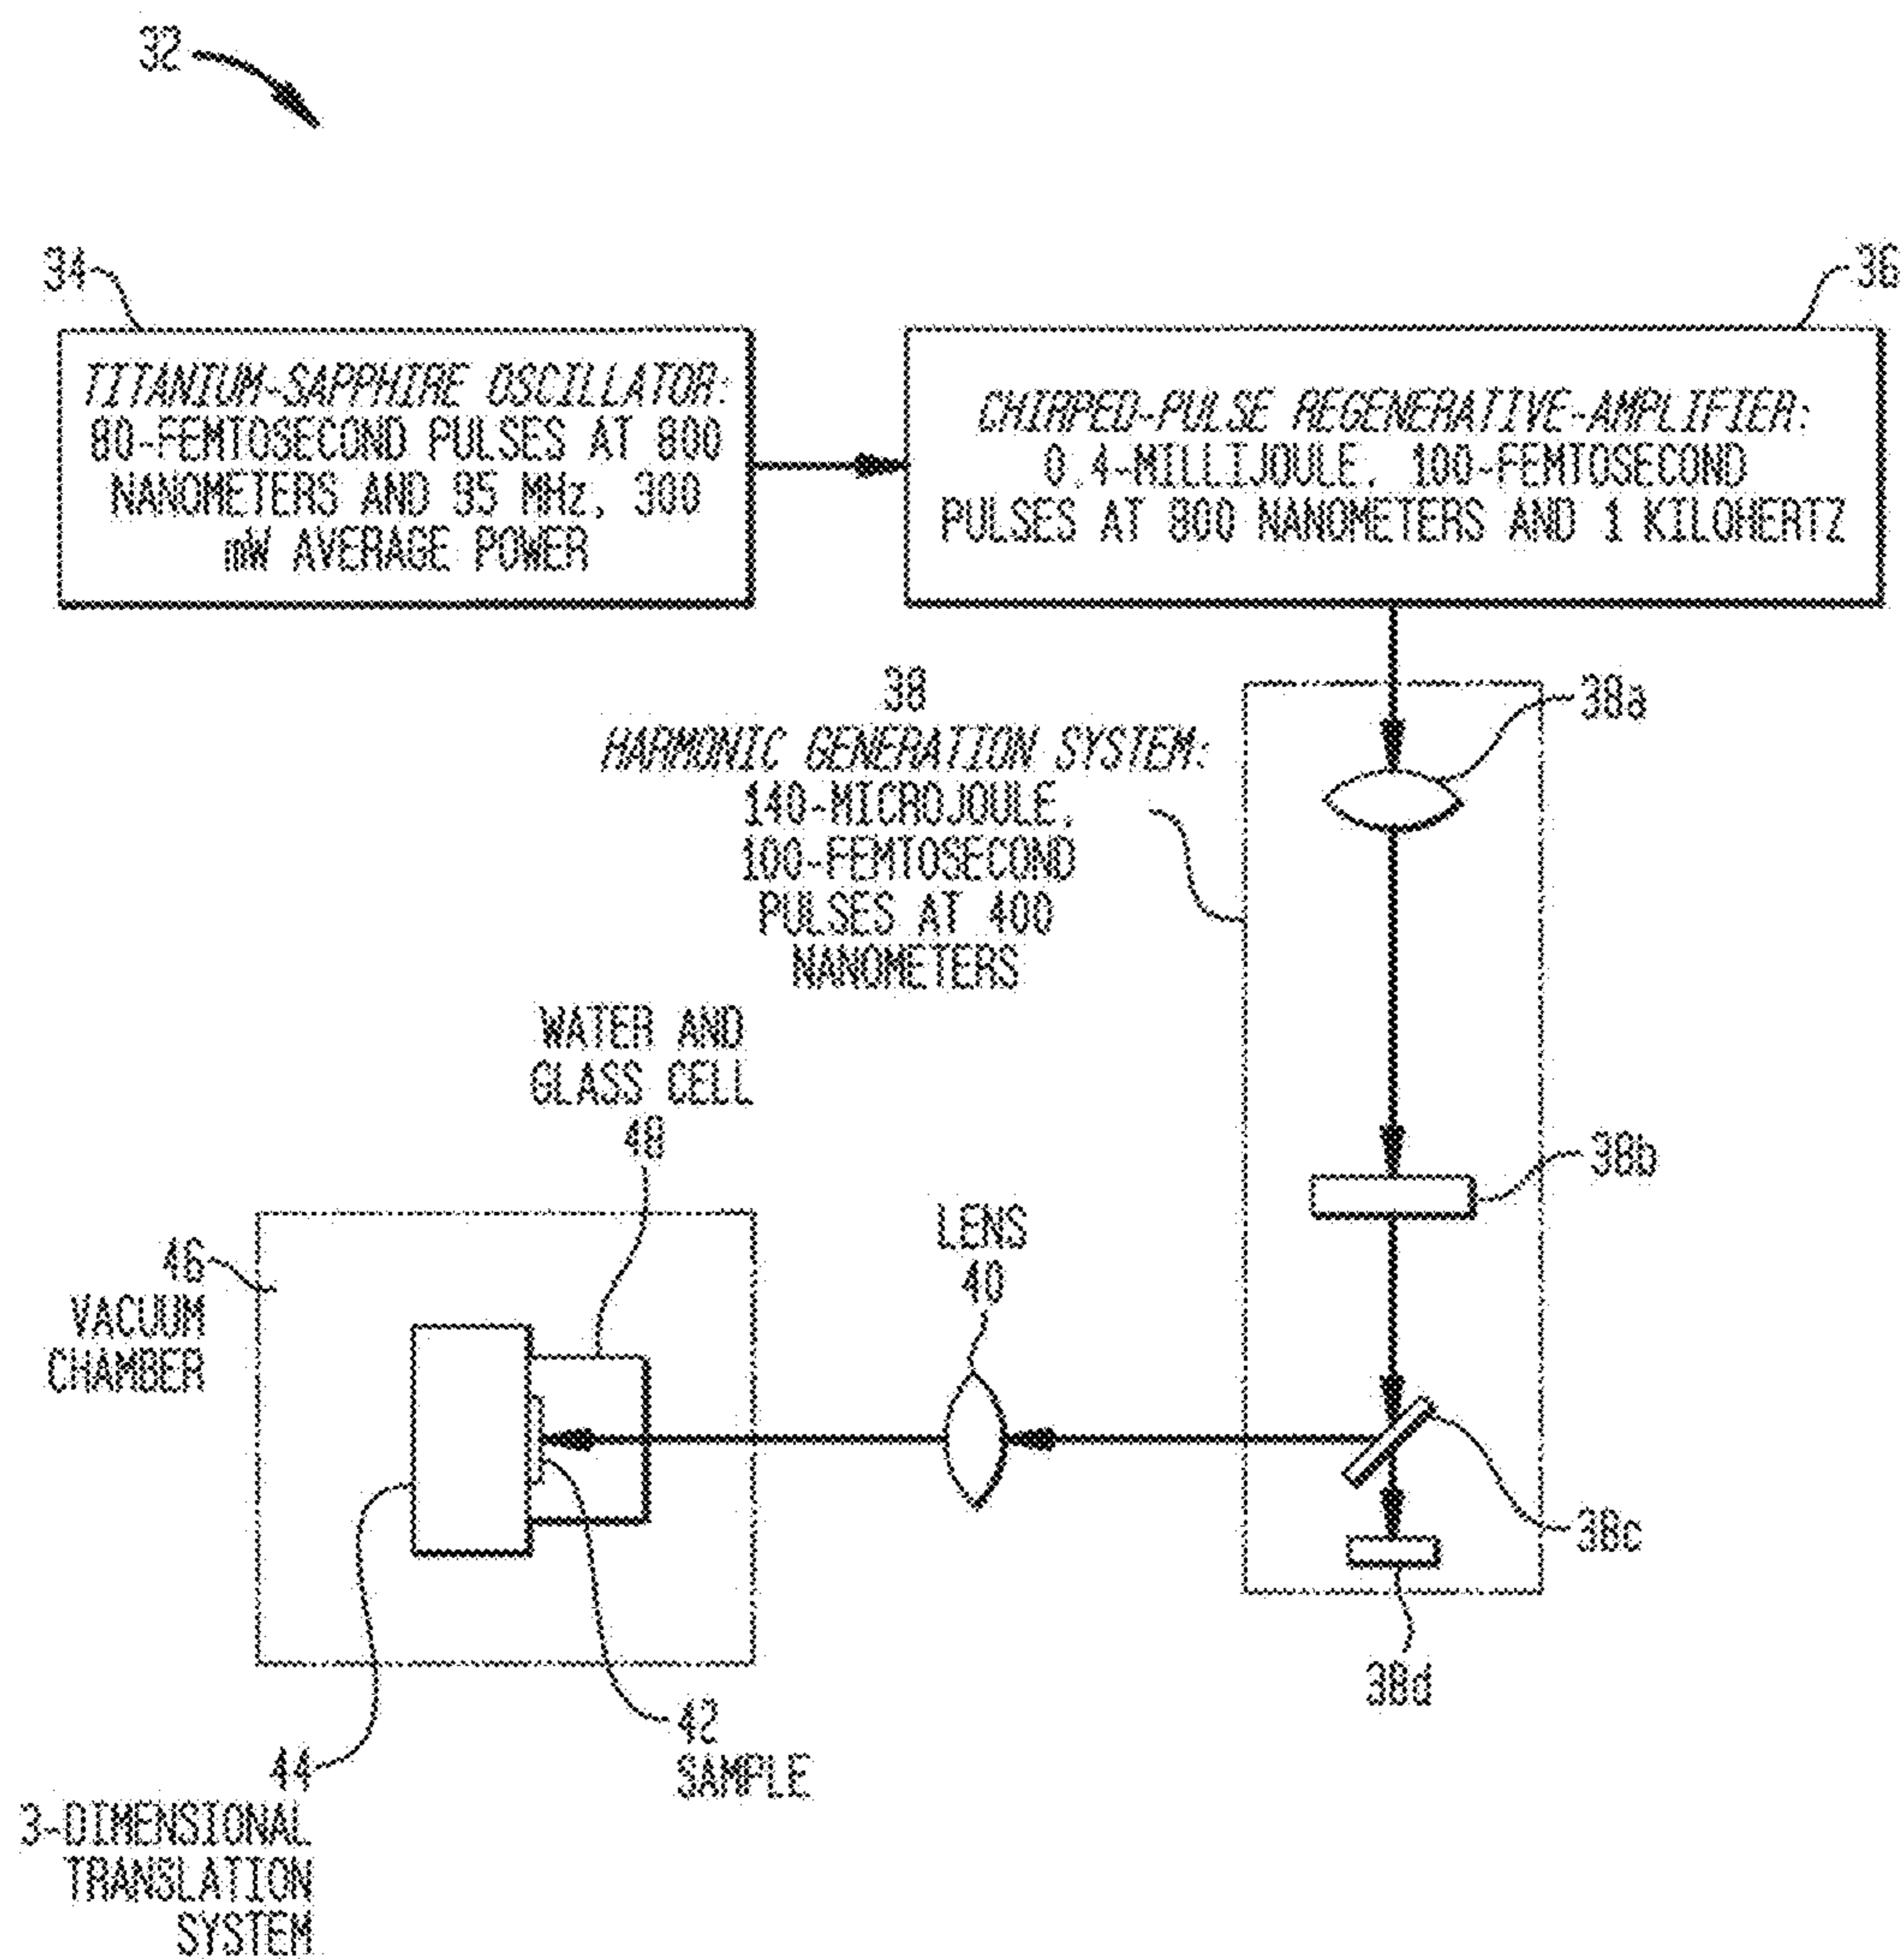 32
34
TITANIUM-SAPPHIRE OSCILLATOR:
80-FEMTOSECOND PULSES AT 800
NANOMETERS AND 95 MHz, 300
mW AVERAGE POWER
36
CHIRPED-PULSE REGENERATIVE-AMPLIFIER:
0.4-MILLIJOULE, 100-FEMTOSECOND
PULSES AT 800 NANOMETERS AND 1 KILOHERTZ
38
HARMONIC GENERATION SYSTEM:
140-MICROJOULE,
100-FEMTOSECOND
PULSES AT 400
NANOMETERS
38a
38b
38c
38d
WATER AND
GLASS CELL
48
LENS
40
46
VACUUM
CHAMBER
42
SAMPLE
44
3-DIMENSIONAL
TRANSLATION
SYSTEM